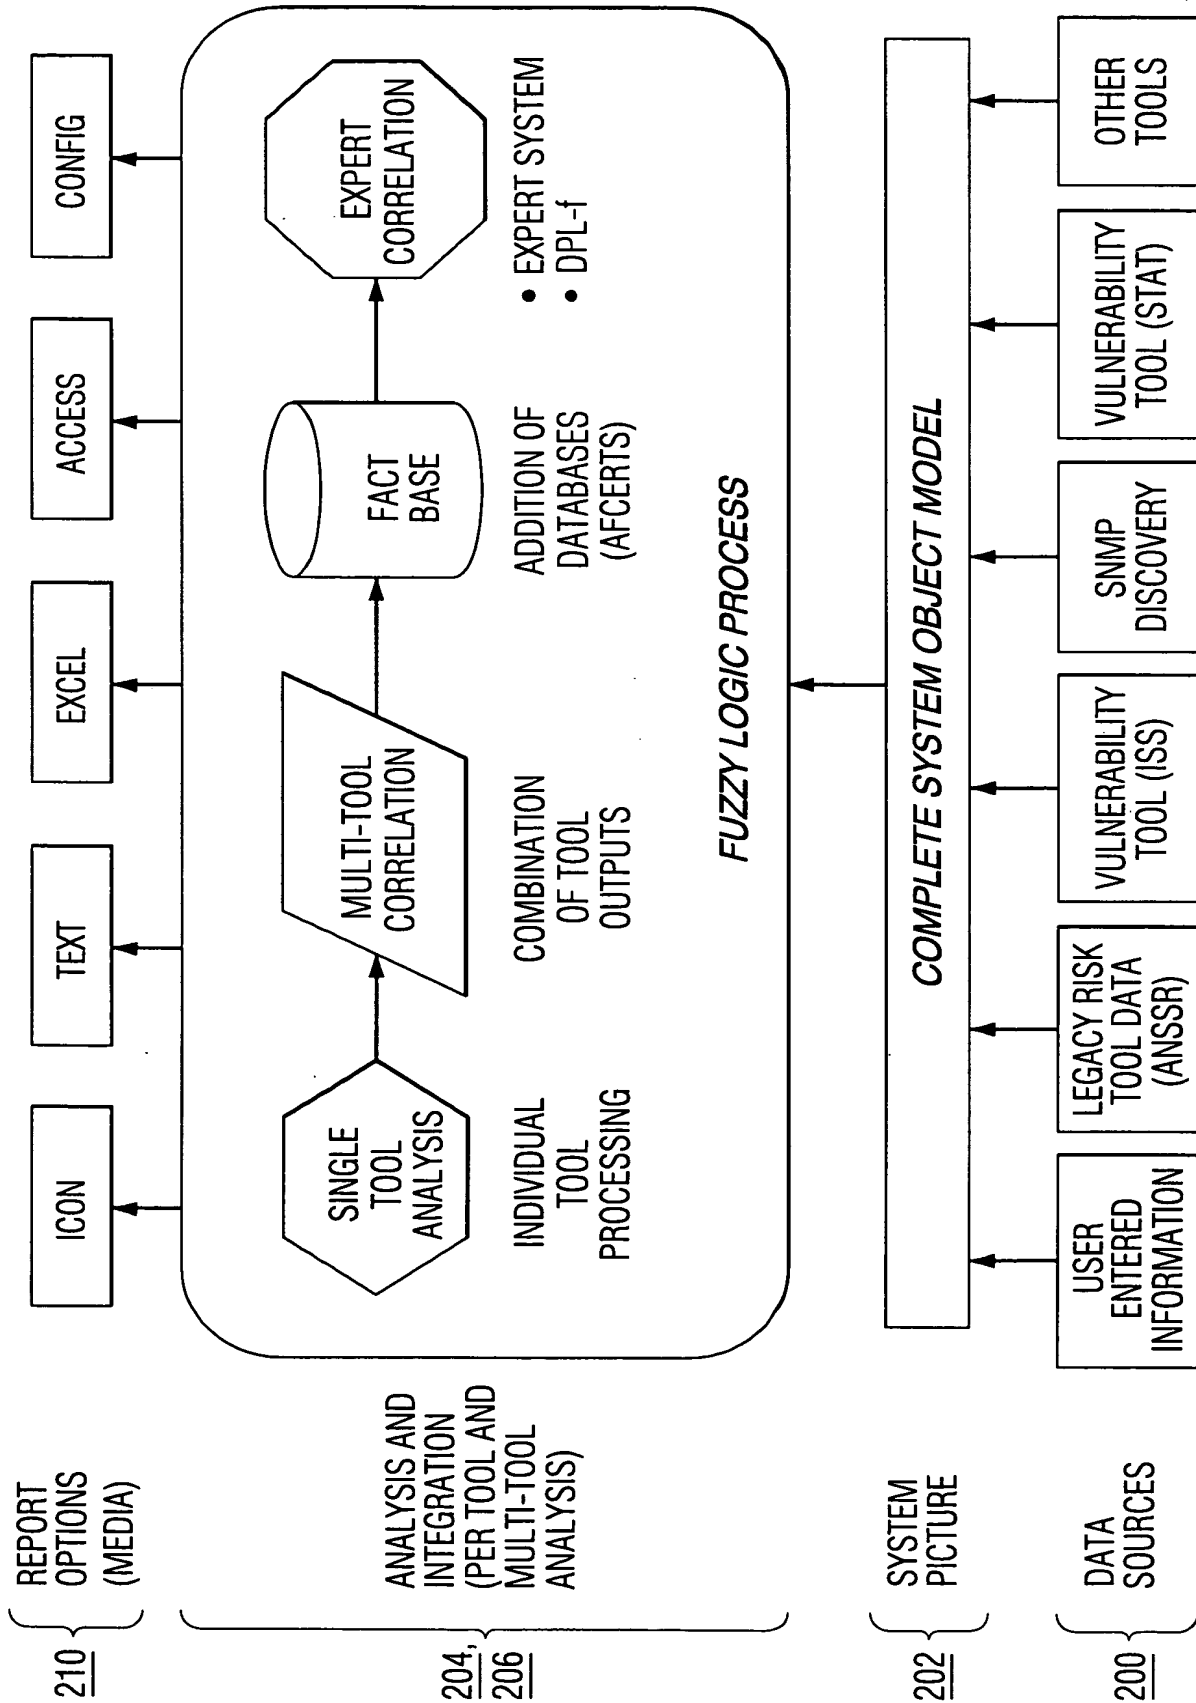 REPORT
OPTIONS
(MEDIA)
210
ICON
TEXT
EXCEL
ACCESS
CONFIG
ANALYSIS AND
INTEGRATION
(PER TOOL AND
MULTI-TOOL
ANALYSIS)
204,
206
SINGLE
TOOL
ANALYSIS
MULTI-TOOL
CORRELATION
FACT
BASE
EXPERT
CORRELATION
INDIVIDUAL
TOOL
PROCESSING
COMBINATION
OF TOOL
OUTPUTS
ADDITION OF
DATABASES
(AFCERTS)
• EXPERT SYSTEM
• DPL-f
FUZZY LOGIC PROCESS
SYSTEM
PICTURE
202
COMPLETE SYSTEM OBJECT MODEL
DATA
SOURCES
200
USER
ENTERED
INFORMATION
LEGACY RISK
TOOL DATA
(ANSSR)
VULNERABILITY
TOOL (ISS)
SNMP
DISCOVERY
VULNERABILITY
TOOL (STAT)
OTHER
TOOLS